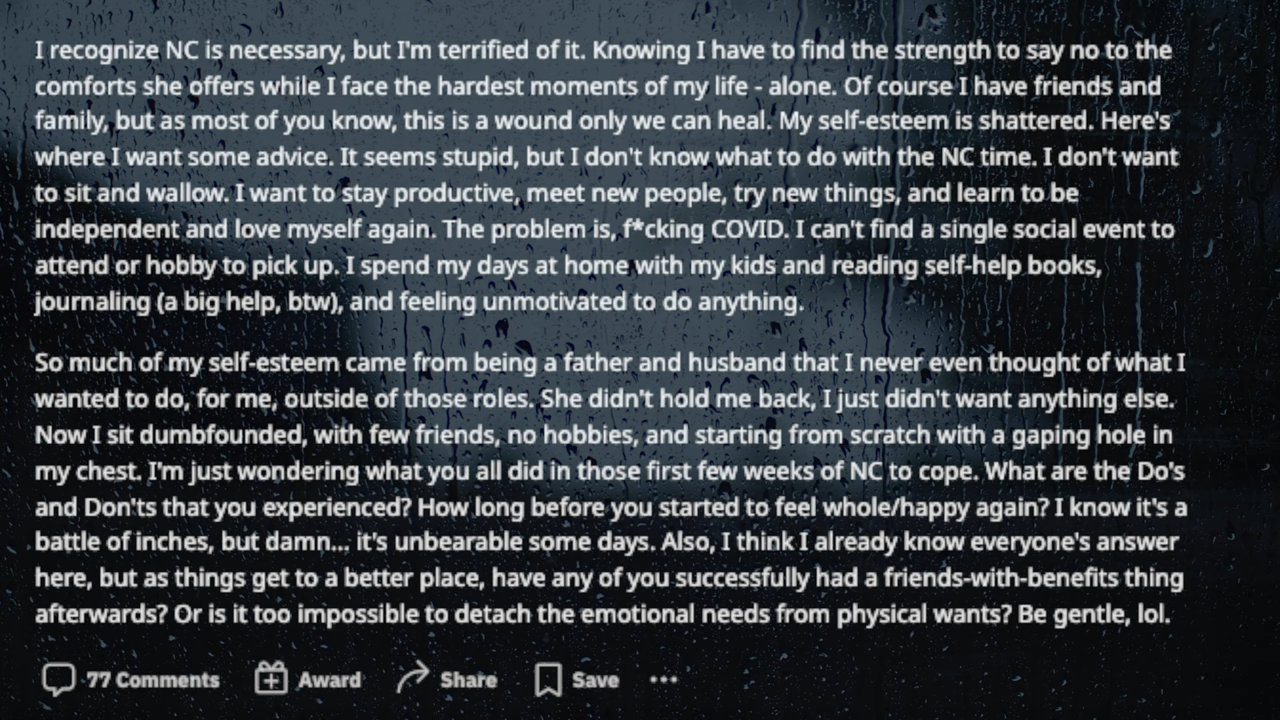 I recognize NC is necessary, but I'm terrified of it. Knowing I have to find the strength to say no to the
comforts she offers while I face the hardest moments of my life - alone. Of course I have friends and
family, but as most of you know, this is a wound only we can heal. My self-esteem is shattered. Here's
where I want some advice. It seems stupid, but I don't know what to do with the NC time. I don't want
to sit and wallow. I want to stay productive, meet new people, try new things, and learn to be
independent and love myself again. The problem is, f*cking COVID. I can't find a single social event to
attend or hobby to pick up. I spend my days at home with my kids and reading self-help books,
journaling (a big help, btw), and feeling unmotivated to do anything.
So much of my self-esteem came from being a father and husband that I never even thought of what I
wanted to do, for me, outside of those roles. She didn't hold me back, I just didn't want anything else.
Now I sit dumbfounded, with few friends, no hobbies, and starting from scratch with a gaping hole in
my chest. I'm just wondering what you all did in those first few weeks of NC to cope. What are the Do's
and Don'ts that you experienced? How long before you started to feel whole/happy again? I know it's a
battle of inches, but damn... it's unbearable some days. Also, I think I already know everyone's answer
here, but as things get to a better place, have any of you successfully had a friends-with-benefits thing
afterwards? Or is it too impossible to detach the emotional needs from physical wants? Be gentle, lol.
77 Comments Award Share Save